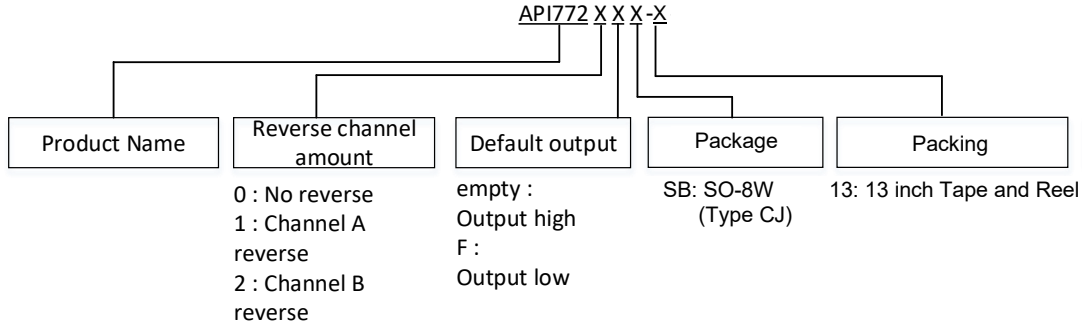 API772 X X X -X
Product Name
Reverse channel
amount
0 : No reverse
1 : Channel A
reverse
2 : Channel B
reverse
Default output
empty :
Output high
F :
Output low
Package
SB: SO-8W
(Type CJ)
Packing
13: 13 inch Tape and Reel